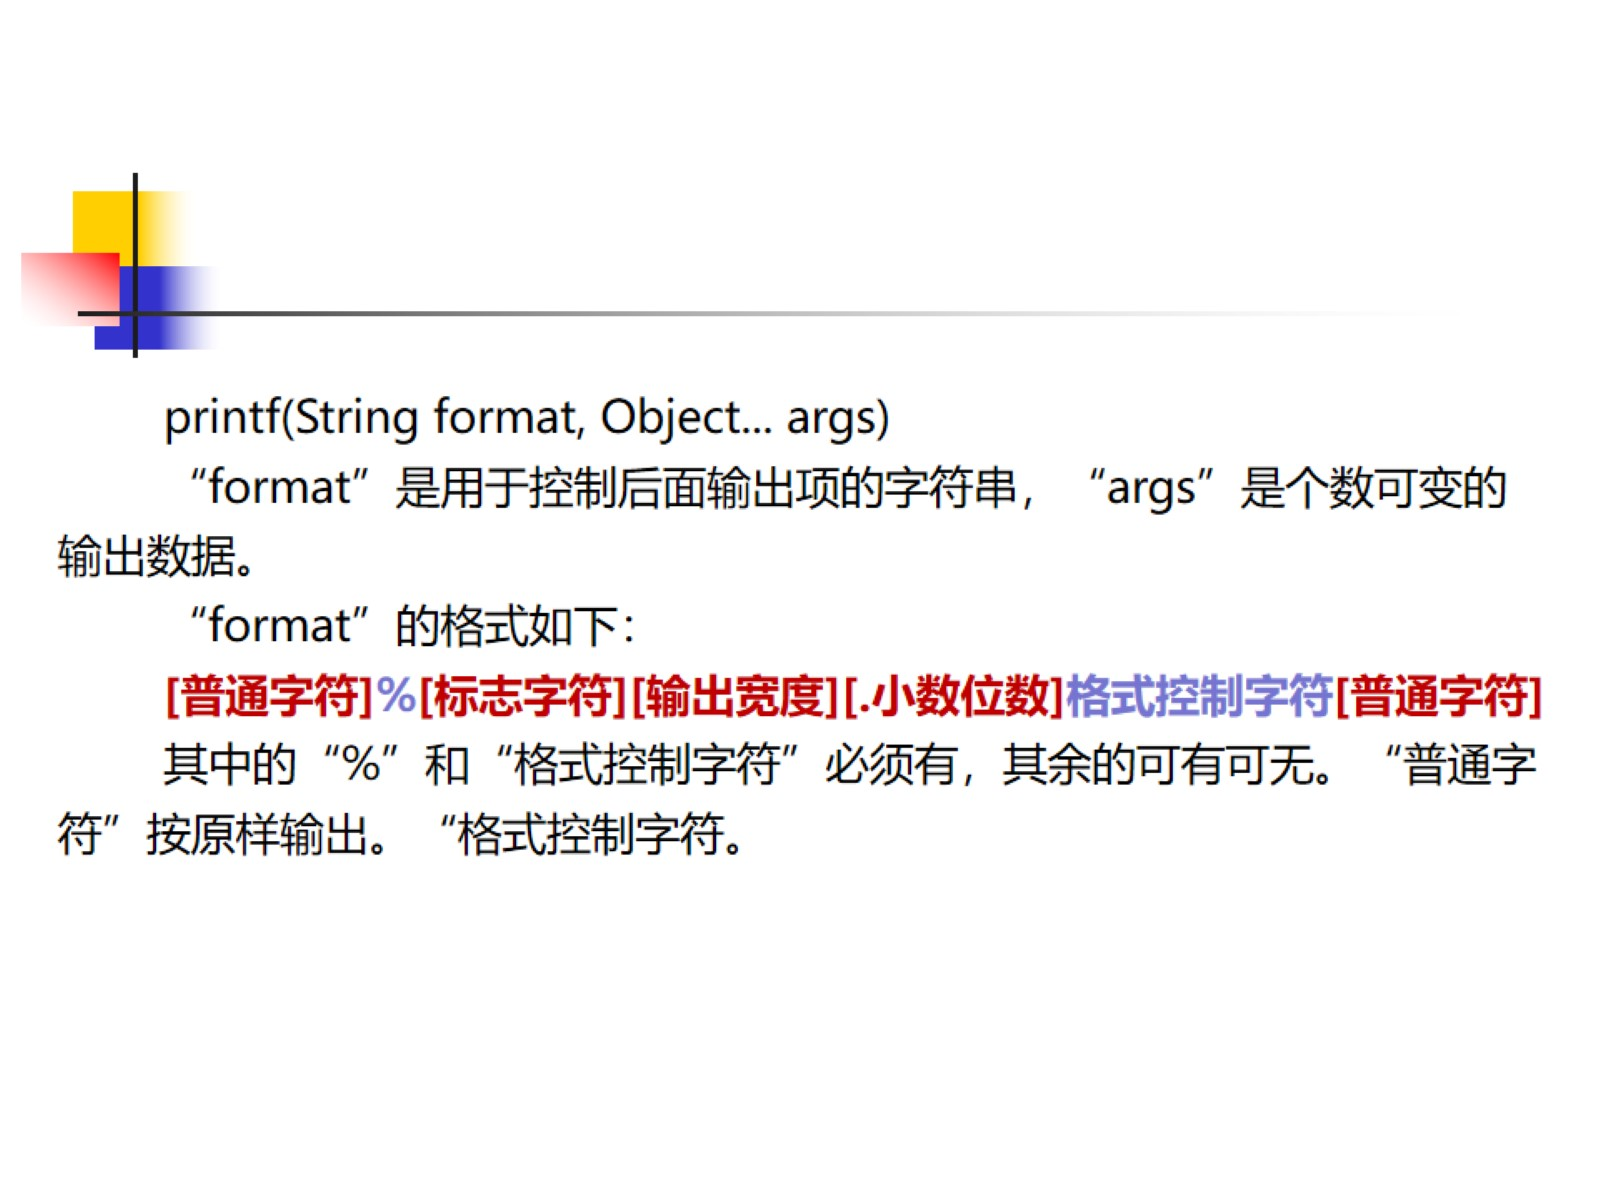 printf(String format, Object... args)
“format”是用于控制后面输出项的字符串，“args”是个数可变的
输出数据。
“format”的格式如下：
[普通字符]%[标志字符][输出宽度][.小数位数]格式控制字符[普通字符]
其中的“%”和“格式控制字符”必须有，其余的可有可无。“普通字
符”按原样输出。“格式控制字符。